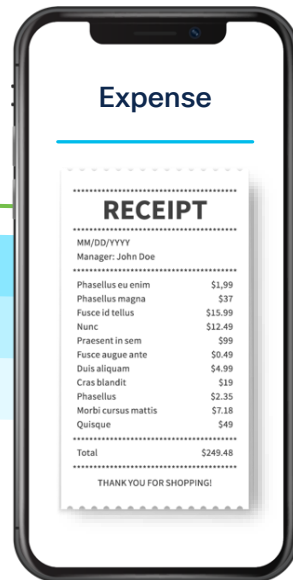 Expense
RECEIPT
MM/DD/YYYY
Manager: John Doe
Phasellus eu enim $1,99
Phasellus magna $37
Fusce id tellus $15.99
Nunc $12.49
Praesent in sem $99
Fusce augue ante $0.49
Duis aliquam $4.99
Cras blandit $19
Phasellus $2.35
Morbi cursus mattis $7.18
Quisque $49
Total $249.48
THANK YOU FOR SHOPPING!